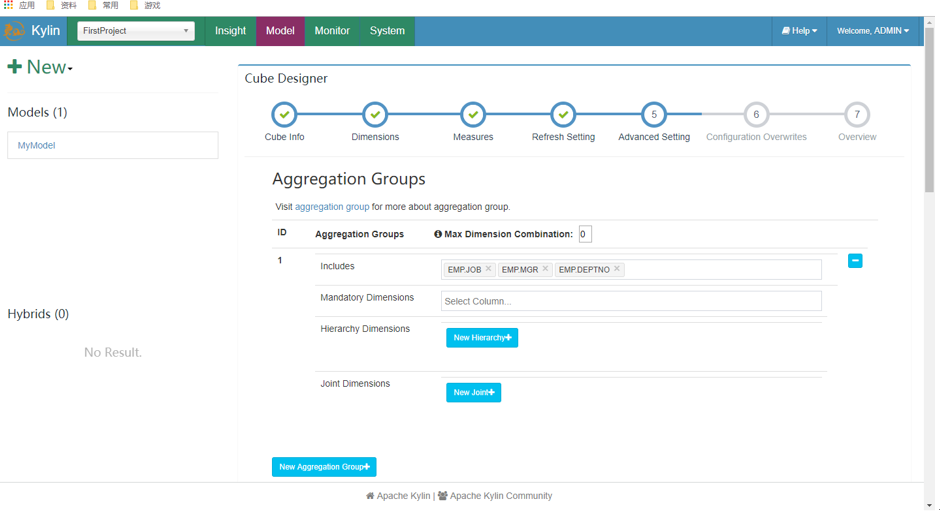 应用 资料 常用 游戏
Kylin FirstProject Insight Model Monitor System Help Welcome, ADMIN
New
Cube Designer
Models (1)
MyModel
5 6 7
Cube Info Dimensions Measures Refresh Setting Advanced Setting Configuration Overwrites Overview
Aggregation Groups
Visit aggregation group for more about aggregation group.
ID Aggregation Groups Max Dimension Combination: 0
1 Includes EMP.JOB EMP.MGR EMP.DEPTNO
Mandatory Dimensions Select Column...
Hierarchy Dimensions
New Hierarchy+
Hybrids (0)
No Result.
Joint Dimensions
New Joint+
New Aggregation Group+
Apache Kylin | Apache Kylin Community